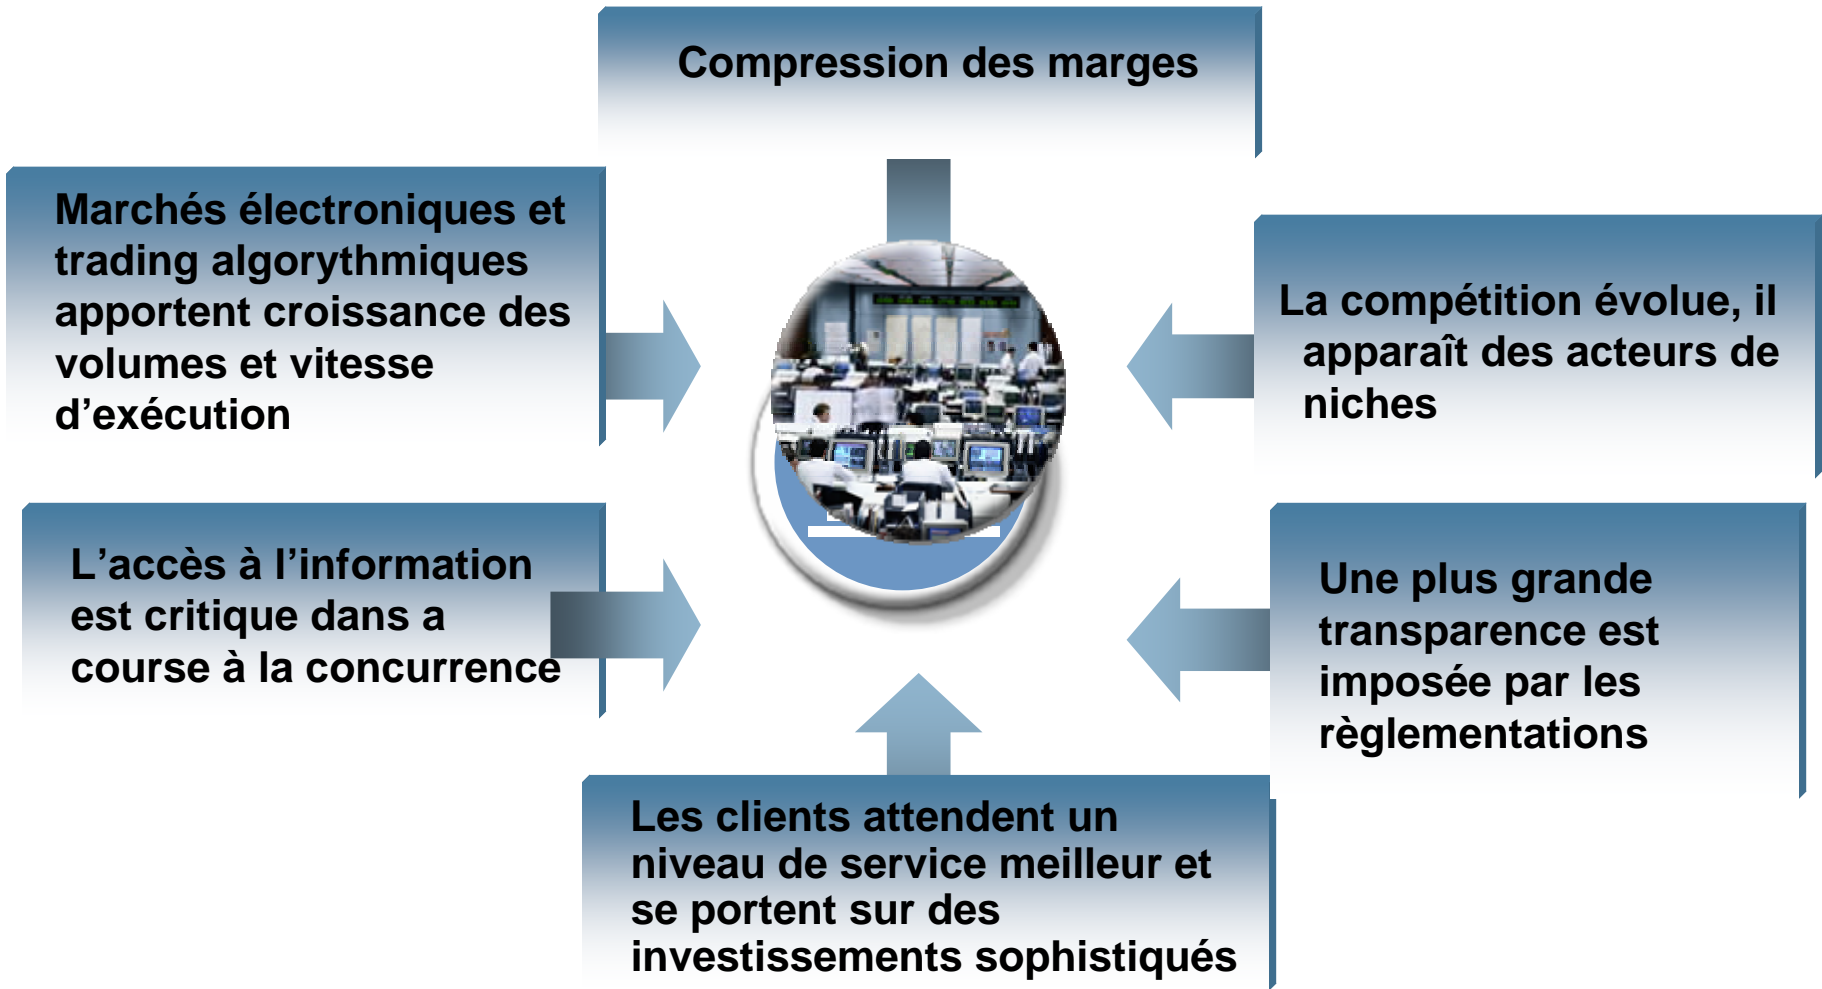 Compression des marges
Marchés électroniques et
trading algorythmiques
apportent croissance des
volumes et vitesse
d’exécution
La compétition évolue, il
apparaît des acteurs de
niches
L’accès à l’information
est critique dans a
course à la concurrence
Une plus grande
transparence est
imposée par les
règlementations
Les clients attendent un
niveau de service meilleur et
se portent sur des
investissements sophistiqués